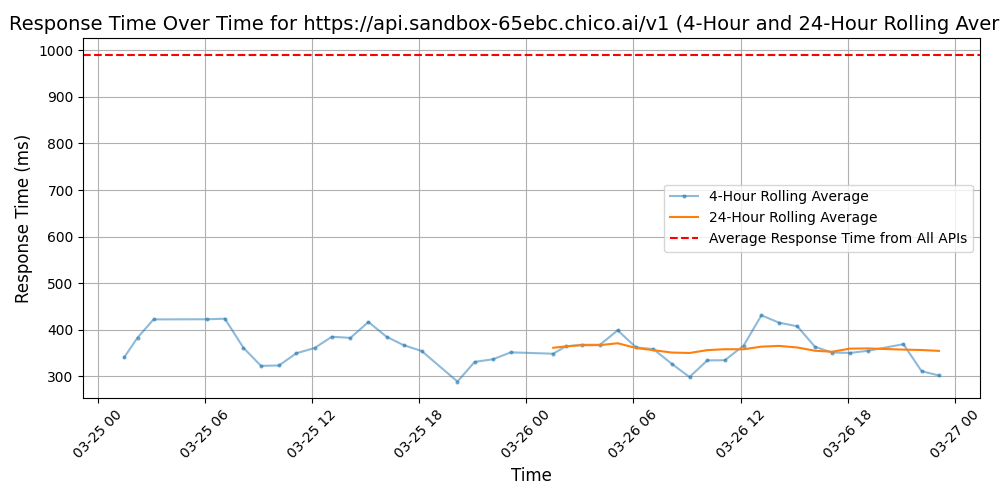 Response Time Over Time for https://api.sandbox-65ebc.chico.ai/v1 (4-Hour and 24-Hour Rolling Aver
Response Time (ms)
1000
900
800
700
600
500
400
300
4-Hour Rolling Average
24-Hour Rolling Average
Average Response Time from All APIs
03-25 00
03-25 06
03-25 12
03-25 18
03-26 00
03-26 06
03-26 12
03-26 18
03-27 00
Time